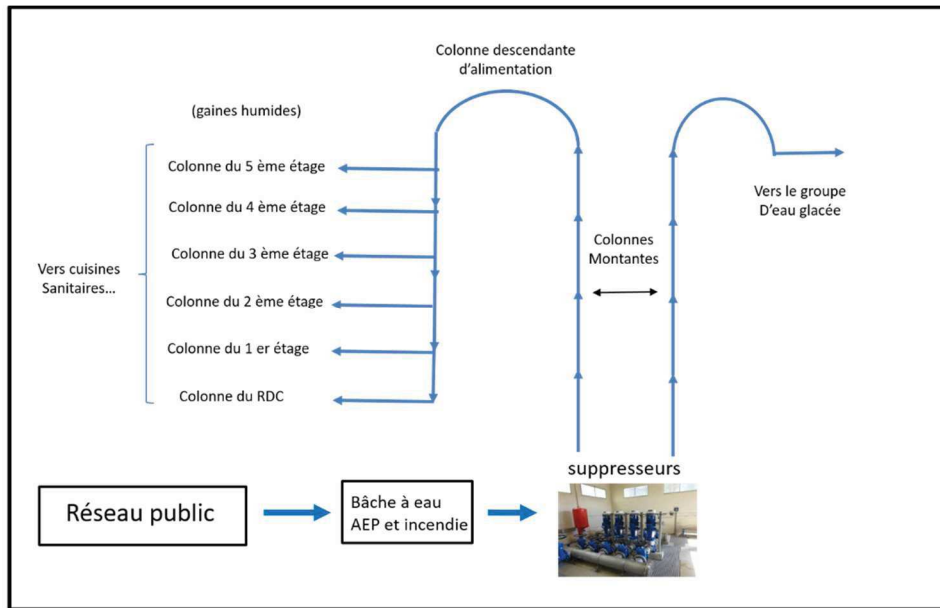 Colonne descendante
d'alimentation
(gaines humides)
Colonne du 5 ème étage
Colonne du 4 ème étage
Colonne du 3 ème étage
Colonne du 2 ème étage
Colonne du 1 er étage
Colonne du RDC
Vers cuisines
Sanitaires...
Colonnes
Montantes
Vers le groupe
D'eau glacée
suppresseurs
Réseau public
Bâche à eau
AEP et incendie